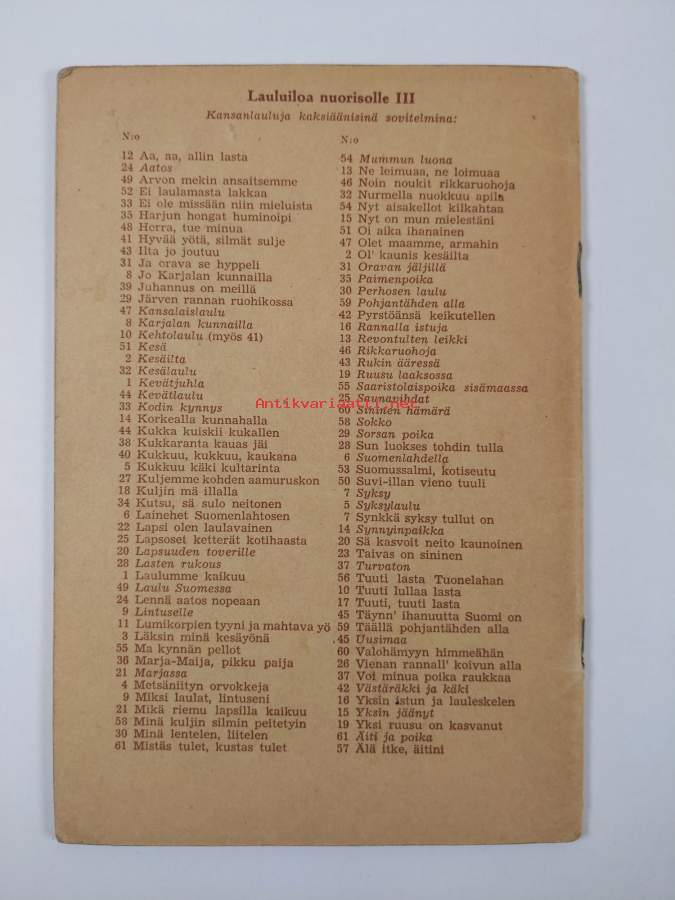 Lauluiloa nuorisolle III
Kansanlauluja kaksiäänisinä sovitelmina:
N:o
12 Aa, aa, allin lasta
24 Aatos
49 Arvon mekin ansaitsemme
52 Ei laulamasta lakkaa
33 Ei ole missään niin mieluista
35 Harjun hongat huminoipi
48 Herra, tue minua
41 Hyvää yötä, silmät sulje
43 Ilta jo joutuu
31 Ja orava se hyppeli
8 Jo Karjalan kunnailla
39 Juhannus on meillä
29 Järven rannan ruohikossa
47 Kansalaislaulu
8 Karjalan kunnailla
10 Kehtolaulu (myös 41)
51 Kesä
2 Kesäilta
32 Kesälaulu
1 Kevätjuhla
44 Kevätlaulu
33 Kodin kynnys
14 Korkealla kunnahalla
44 Kukka kuiskii kukallen
38 Kukkaranta kauas jäi
40 Kukkuu, kukkuu, kaukana
5 Kukkuu käki kultarinta
27 Kuljemme kohden aamuruskon
18 Kuljin mä illalla
34 Kutsu, sä sulo neitonen
6 Lainehet Suomenlahtosen
22 Lapsi olen laulavainen
25 Lapsosei ketterät kotihaasta
20 Lapsuuden toverille
28 Lasten rukous
1 Laulumme kaikuu
49 Laulu Suomessa
24 Lennä aatos nopeaan
9 Lintuselle
11 Lumikorpien tyyni ja mahtava yö
3 Läksin minä kesäyönä
55 Ma kynnän pellot
36 Marja-Maija, pikku paija
21 Marjassa
4 Metsäniityn orvokkeja
9 Miksi laulat, lintuseni
21 Mikä riemu lapsilla kaikuu
58 Minä kuljin silmin peitetyin
30 Minä lentelen, liitelen
61 Mistäs tulet, kustas tulet
N:o
54 Mummun luona
13 Ne leimuaa, ne loimuaa
46 Noin noukit rikkaruohoja
32 Nurmella nuokkuu apila
54 Nyt aisakellot kilkahtaa
15 Nyt on mun mielestäni
51 Oi aika ihanainen
47 Olet maamme, armahin
2 Ol' kaunis kesäilta
31 Oravan jäljillä
35 Paimenpoika
30 Perhosen laulu
59 Pohjantähden alla
42 Pyrstöänsä keikutellen
16 Rannalla istuja
13 Revontulten leikki
46 Rikkaruohoja
43 Rukin ääressä
19 Ruusu laaksossa
55 Saaristolaispoika sisämaassa
25 Saunavihdat
60 Sininen hämärä
58 Sokko
29 Sorsan poika
28 Sun luokses tohdin tulla
6 Suomenlahdella
53 Suomussalmi, kotiseutu
50 Suvi-illan vieno tuuli
7 Syksy
5 Syksylaulu
7 Synkkä syksy tullut on
14 Synnyinpaikka
20 Sä kasvoit neito kaunoinen
23 Taivas on sininen
37 Turvaton
56 Tuuti lasta Tuonelahan
10 Tuuti lullaa lasta
17 Tuuti, tuuti lasta
45 Täynn' ihanuutta Suomi on
59 Täällä pohjantähden alla
45 Uusimaa
60 Valohämyyn himmeähän
26 Vienan rannall' koivun alla
37 Voi minua poika raukkaa
42 Västäräkki ja käki
16 Yksin istun ja lauleskelen
15 Yksin jäänyt
19 Yksi ruusu on kasvanut
61 Äiti ja poika
57 Älä itke, äitini
Antikvariaatti.net